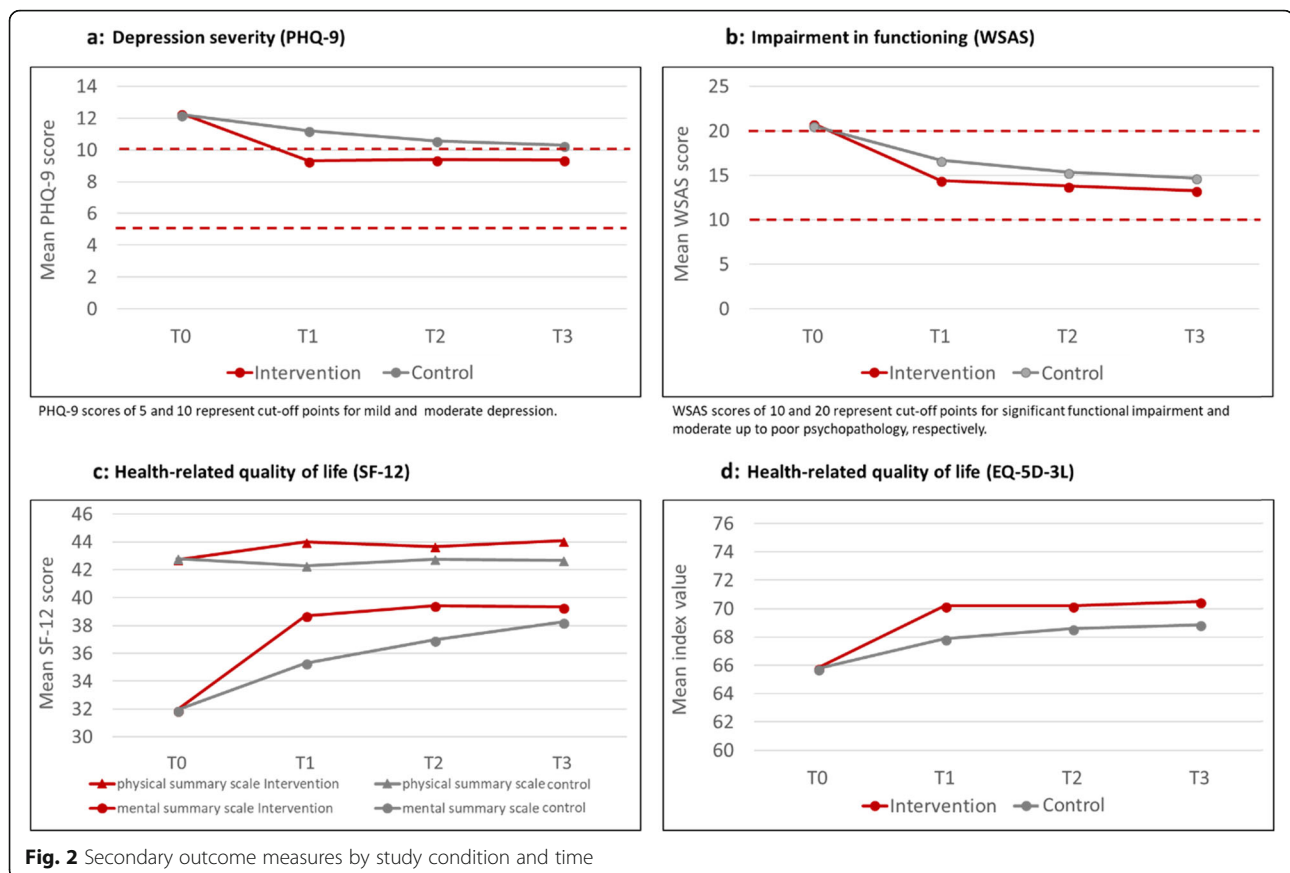 a: Depression severity (PHQ-9)
Mean PHQ-9 score
14
12
10
8
6
4
2
0
T0 T1 T2 T3
Intervention Control
PHQ-9 scores of 5 and 10 represent cut-off points for mild and moderate depression.
b: Impairment in functioning (WSAS)
Mean WSAS score
25
20
15
10
5
0
T0 T1 T2 T3
Intervention Control
WSAS scores of 10 and 20 represent cut-off points for significant functional impairment and
moderate up to poor psychopathology, respectively.
c: Health-related quality of life (SF-12)
Mean SF-12 score
46
44
42
40
38
36
34
32
30
T0 T1 T2 T3
physical summary scale Intervention physical summary scale control
mental summary scale Intervention mental summary scale control
d: Health-related quality of life (EQ-5D-3L)
Mean index value
76
74
72
70
68
66
64
62
60
T0 T1 T2 T3
Intervention Control
Fig. 2 Secondary outcome measures by study condition and time